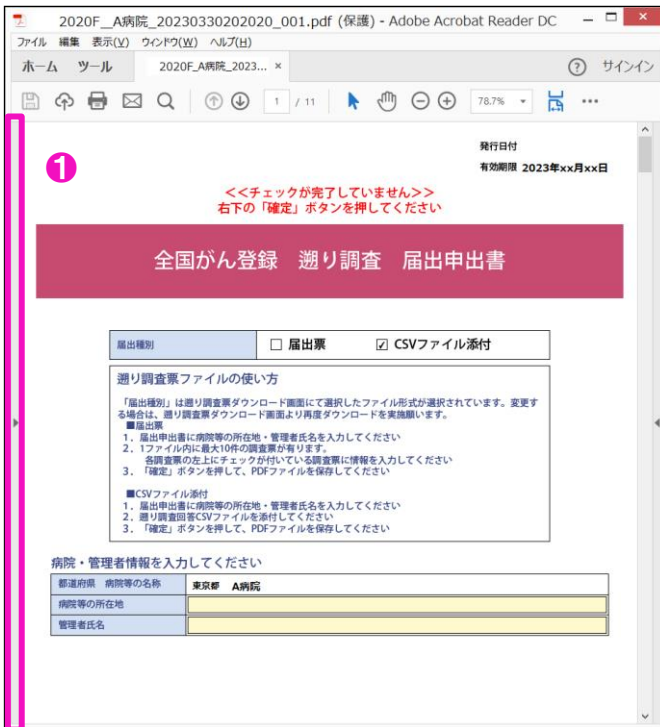 2020F__A病院_20230330202020_001.pdf (保護) - Adobe Acrobat Reader DC
ファイル 編集 表示(V) ウィンドウ(W) ヘルプ(H)
ホーム ツール 2020F_A病院_2023... × ? サインイン
1 / 11 78.7%
発行日付
有効期限 2023年xx月xx日
1
<<チェックが完了していません>>
右下の「確定」ボタンを押してください
全国がん登録 遡り調査 届出申出書
届出種別 届出票 CSVファイル添付
遡り調査票ファイルの使い方
「届出種別」は遡り調査票ダウンロード画面にて選択したファイル形式が選択されています。変更す
る場合は、遡り調査票ダウンロード画面より再度ダウンロードを実施願います。
■届出票
1. 届出申出書に病院等の所在地・管理者氏名を入力してください
2. 1ファイル内に最大10件の調査票が有ります。
各調査票の左上にチェックが付いている調査票に情報を入力してください
3. 「確定」ボタンを押して、PDFファイルを保存してください
■CSVファイル添付
1. 届出申出書に病院等の所在地・管理者氏名を入力してください
2. 遡り調査回答CSVファイルを添付してください
3. 「確定」ボタンを押して、PDFファイルを保存してください
病院・管理者情報を入力してください
都道府県 病院等の名称 東京都 A病院
病院等の所在地
管理者氏名